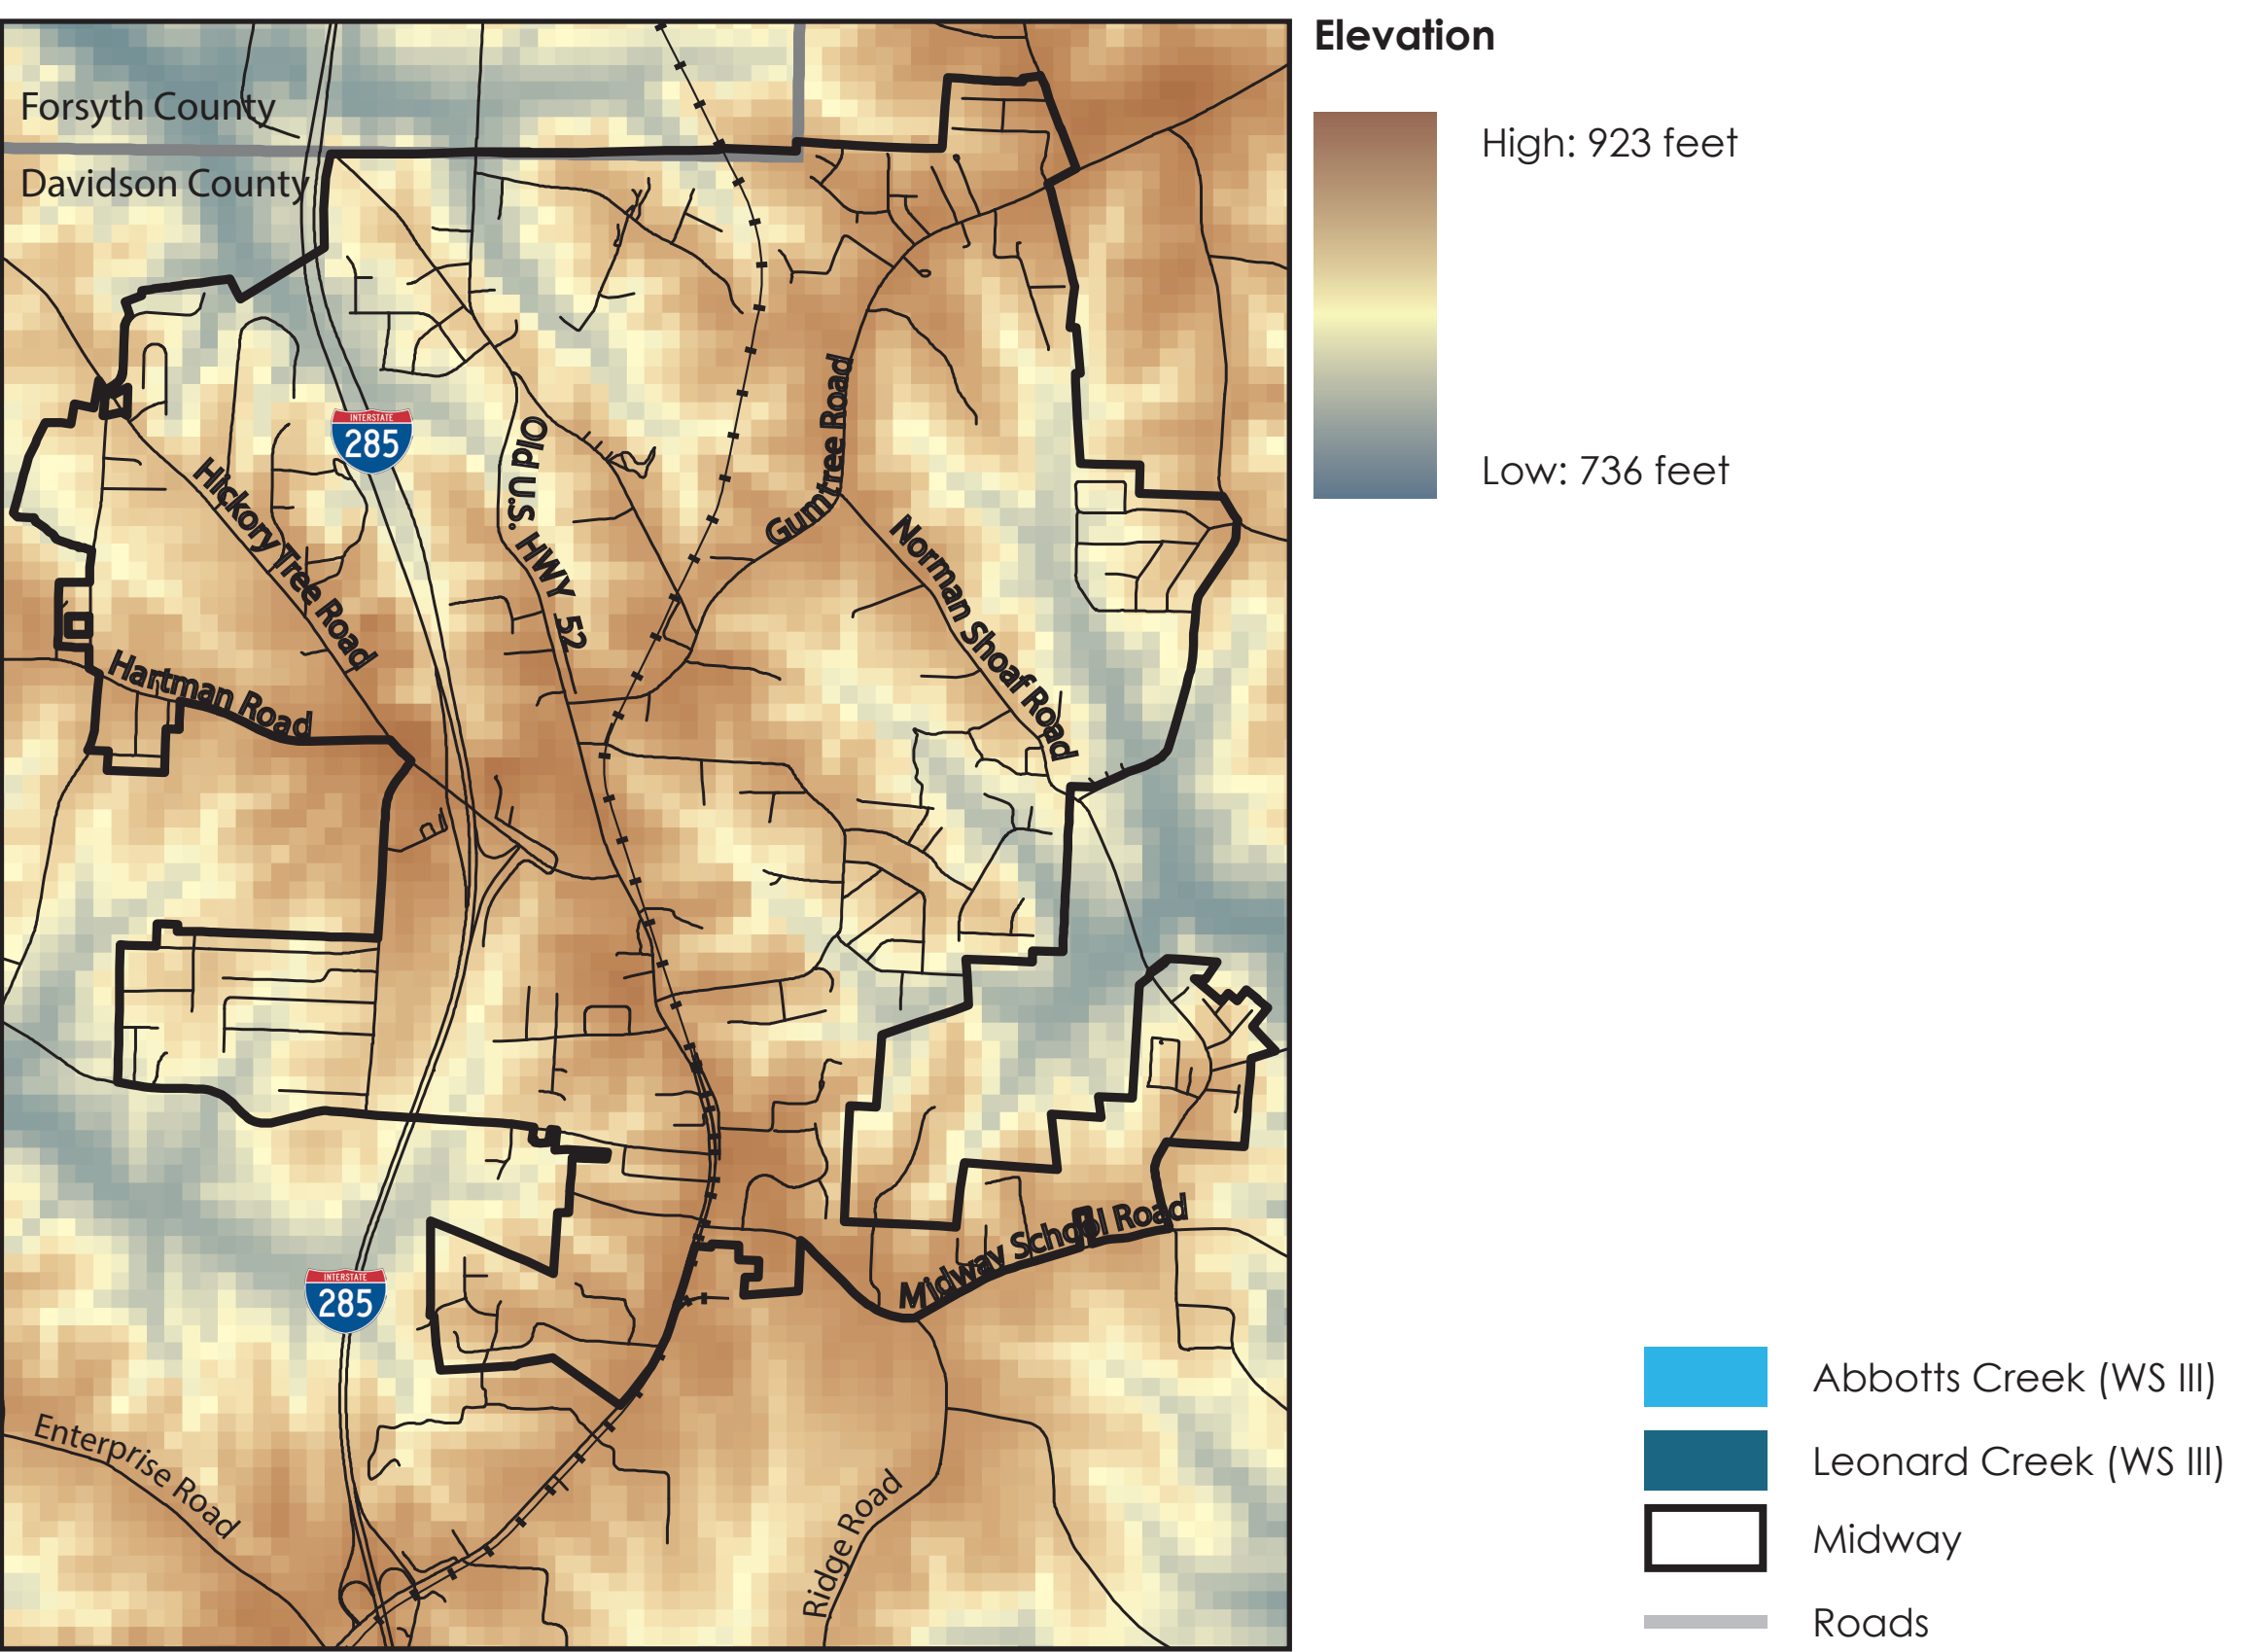 Elevation
High: 923 feet
Low: 736 feet
Forsyth County
Davidson County
INTERSTATE
285
Old U.S. HWY 52
Gumtree Road
Hickory Tree Road
Norman Shoaf Road
Hartman Road
Midway School Road
INTERSTATE
285
Enterprise Road
Ridge Road
Abbotts Creek (WS III)
Leonard Creek (WS III)
Midway
Roads